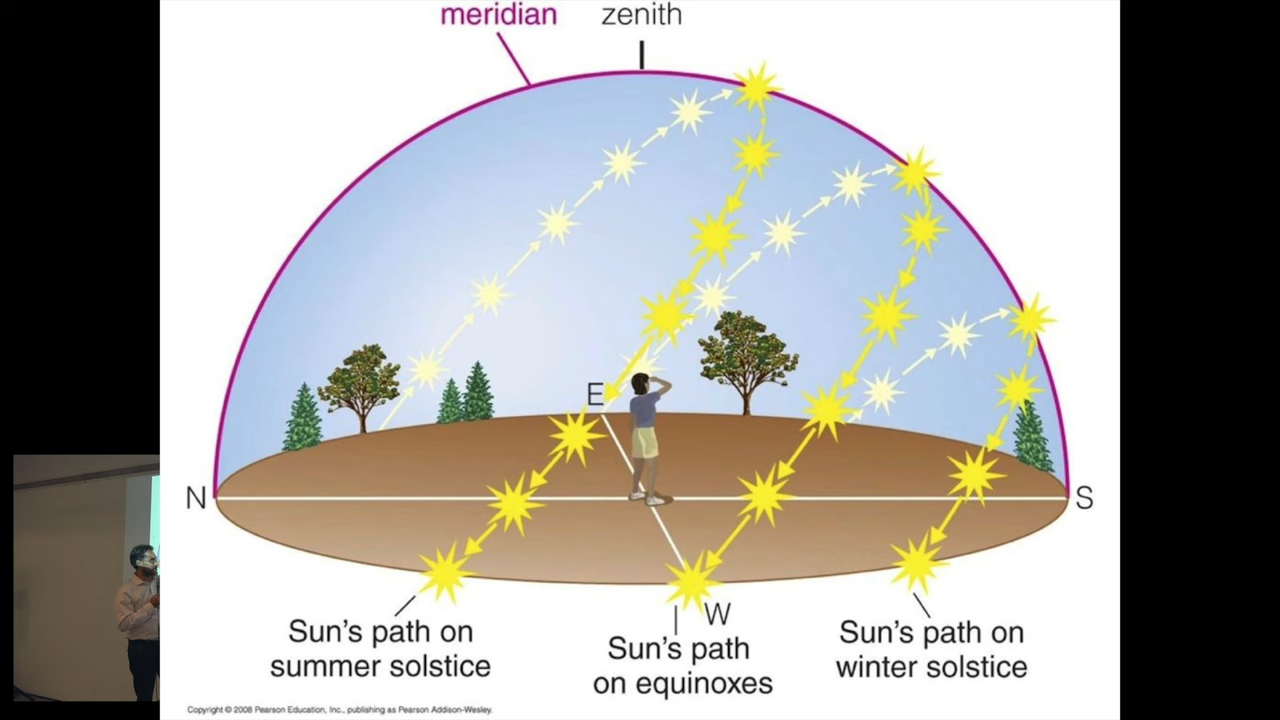 meridian
zenith
E
N
S
W
Sun's path on
summer solstice
Sun's path
on equinoxes
Sun's path on
winter solstice
Copyright © 2008 Pearson Education, Inc., publishing as Pearson Addison-Wesley.